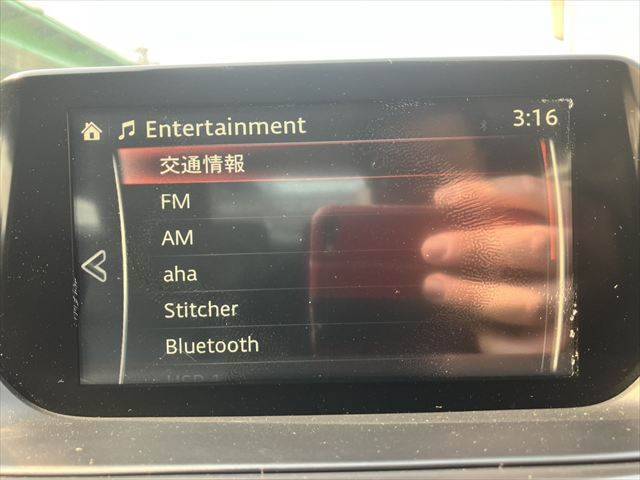 Entertainment 3:16
交通情報
FM
AM
aha
Stitcher
Bluetooth